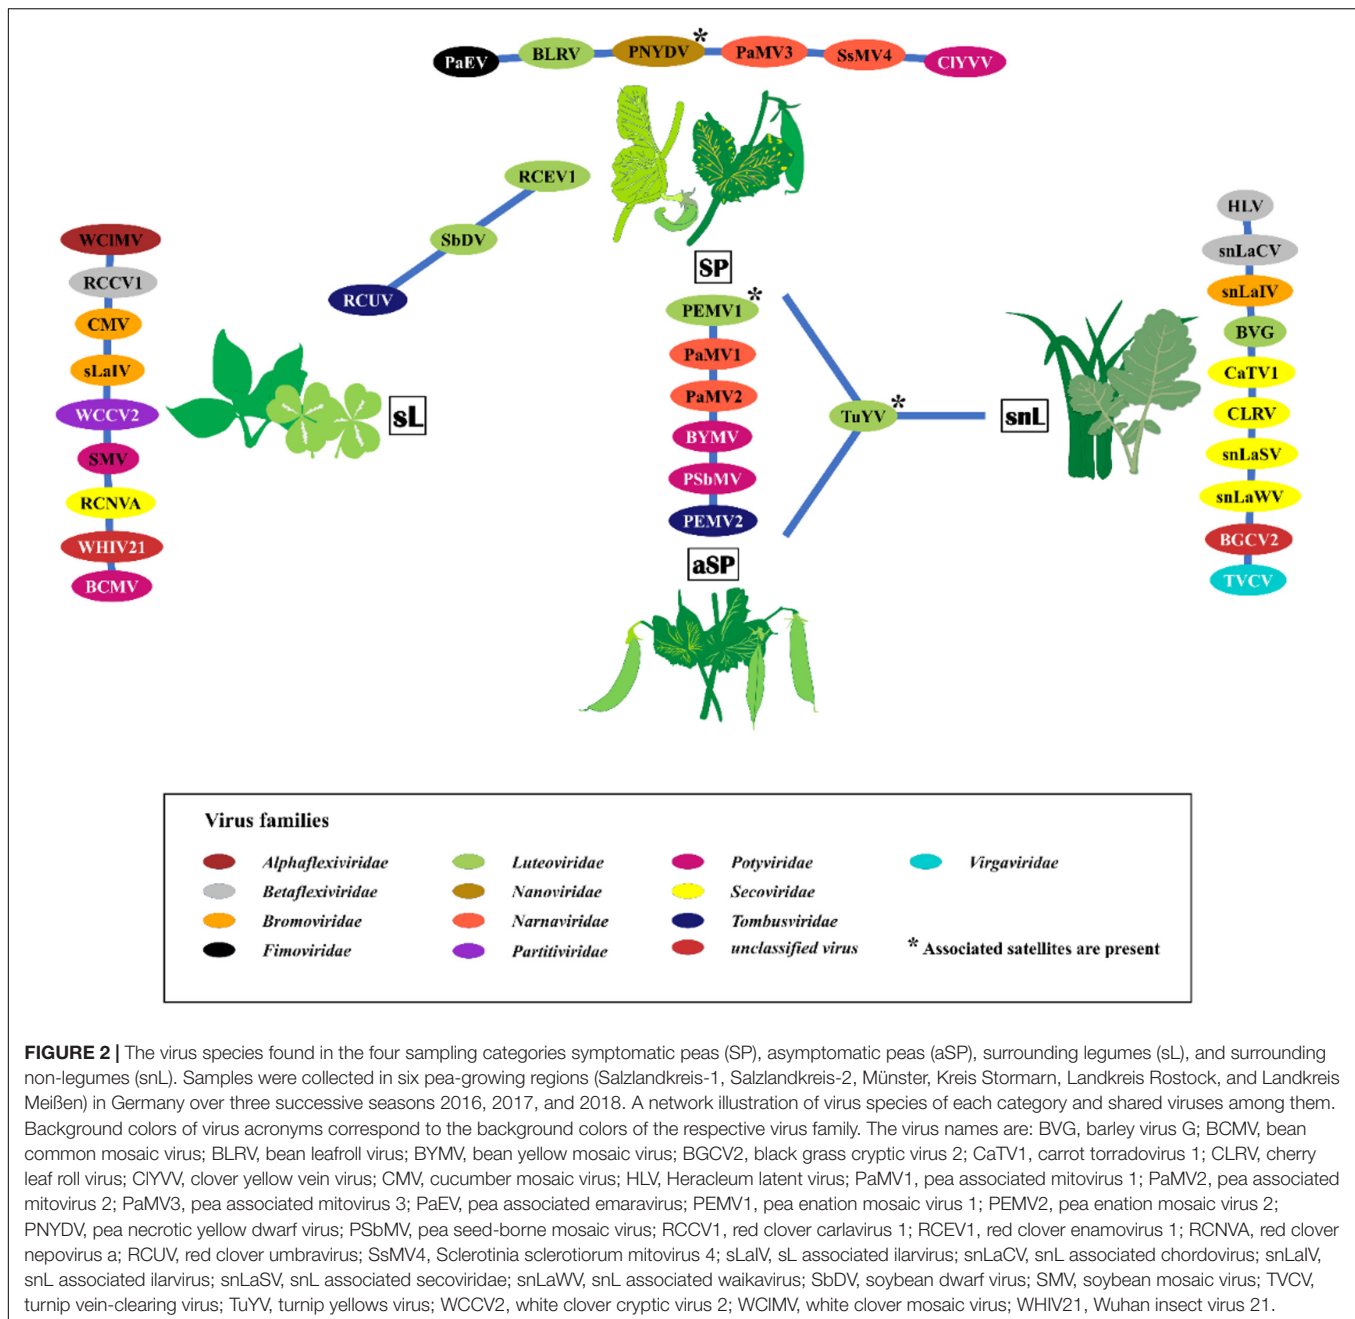 PaEV
BLRV
PNYDV
*
PaMV3
SsMV4
ClYVV
RCEV1
SbDV
RCUV
WClMV
RCCV1
CMV
sLaIV
WCCV2
SMV
RCNVA
WHIV21
BCMV
sL
SP
PEMV1
*
PaMV1
PaMV2
BYMV
PSbMV
PEMV2
aSP
TuYV
*
snL
HLV
snLaCV
snLaIV
BVG
CaTV1
CLRV
snLaSV
snLaWV
BGCV2
TVCV
Virus families
Alphaflexiviridae
Betaflexiviridae
Bromoviridae
Fimoviridae
Luteoviridae
Nanoviridae
Narnaviridae
Partitiviridae
Potyviridae
Secoviridae
Tombusviridae
unclassified virus
Virgaviridae
* Associated satellites are present
FIGURE 2 | The virus species found in the four sampling categories symptomatic peas (SP), asymptomatic peas (aSP), surrounding legumes (sL), and surrounding
non-legumes (snL). Samples were collected in six pea-growing regions (Salzlandkreis-1, Salzlandkreis-2, Münster, Kreis Stormarn, Landkreis Rostock, and Landkreis
Meißen) in Germany over three successive seasons 2016, 2017, and 2018. A network illustration of virus species of each category and shared viruses among them.
Background colors of virus acronyms correspond to the background colors of the respective virus family. The virus names are: BVG, barley virus G; BCMV, bean
common mosaic virus; BLRV, bean leafroll virus; BYMV, bean yellow mosaic virus; BGCV2, black grass cryptic virus 2; CaTV1, carrot torradovirus 1; CLRV, cherry
leaf roll virus; ClYVV, clover yellow vein virus; CMV, cucumber mosaic virus; HLV, Heracleum latent virus; PaMV1, pea associated mitovirus 1; PaMV2, pea associated
mitovirus 2; PaMV3, pea associated mitovirus 3; PaEV, pea associated emaravirus; PEMV1, pea enation mosaic virus 1; PEMV2, pea enation mosaic virus 2;
PNYDV, pea necrotic yellow dwarf virus; PSbMV, pea seed-borne mosaic virus; RCCV1, red clover carlavirus 1; RCEV1, red clover enamovirus 1; RCNVA, red clover
nepovirus a; RCUV, red clover umbravirus; SsMV4, Sclerotinia sclerotiorum mitovirus 4; sLaIV, sL associated ilarvirus; snLaCV, snL associated chordovirus; snLaIV,
snL associated ilarvirus; snLaSV, snL associated secoviridae; snLaWV, snL associated waikavirus; SbDV, soybean dwarf virus; SMV, soybean mosaic virus; TVCV,
turnip vein-clearing virus; TuYV, turnip yellows virus; WCCV2, white clover cryptic virus 2; WClMV, white clover mosaic virus; WHIV21, Wuhan insect virus 21.